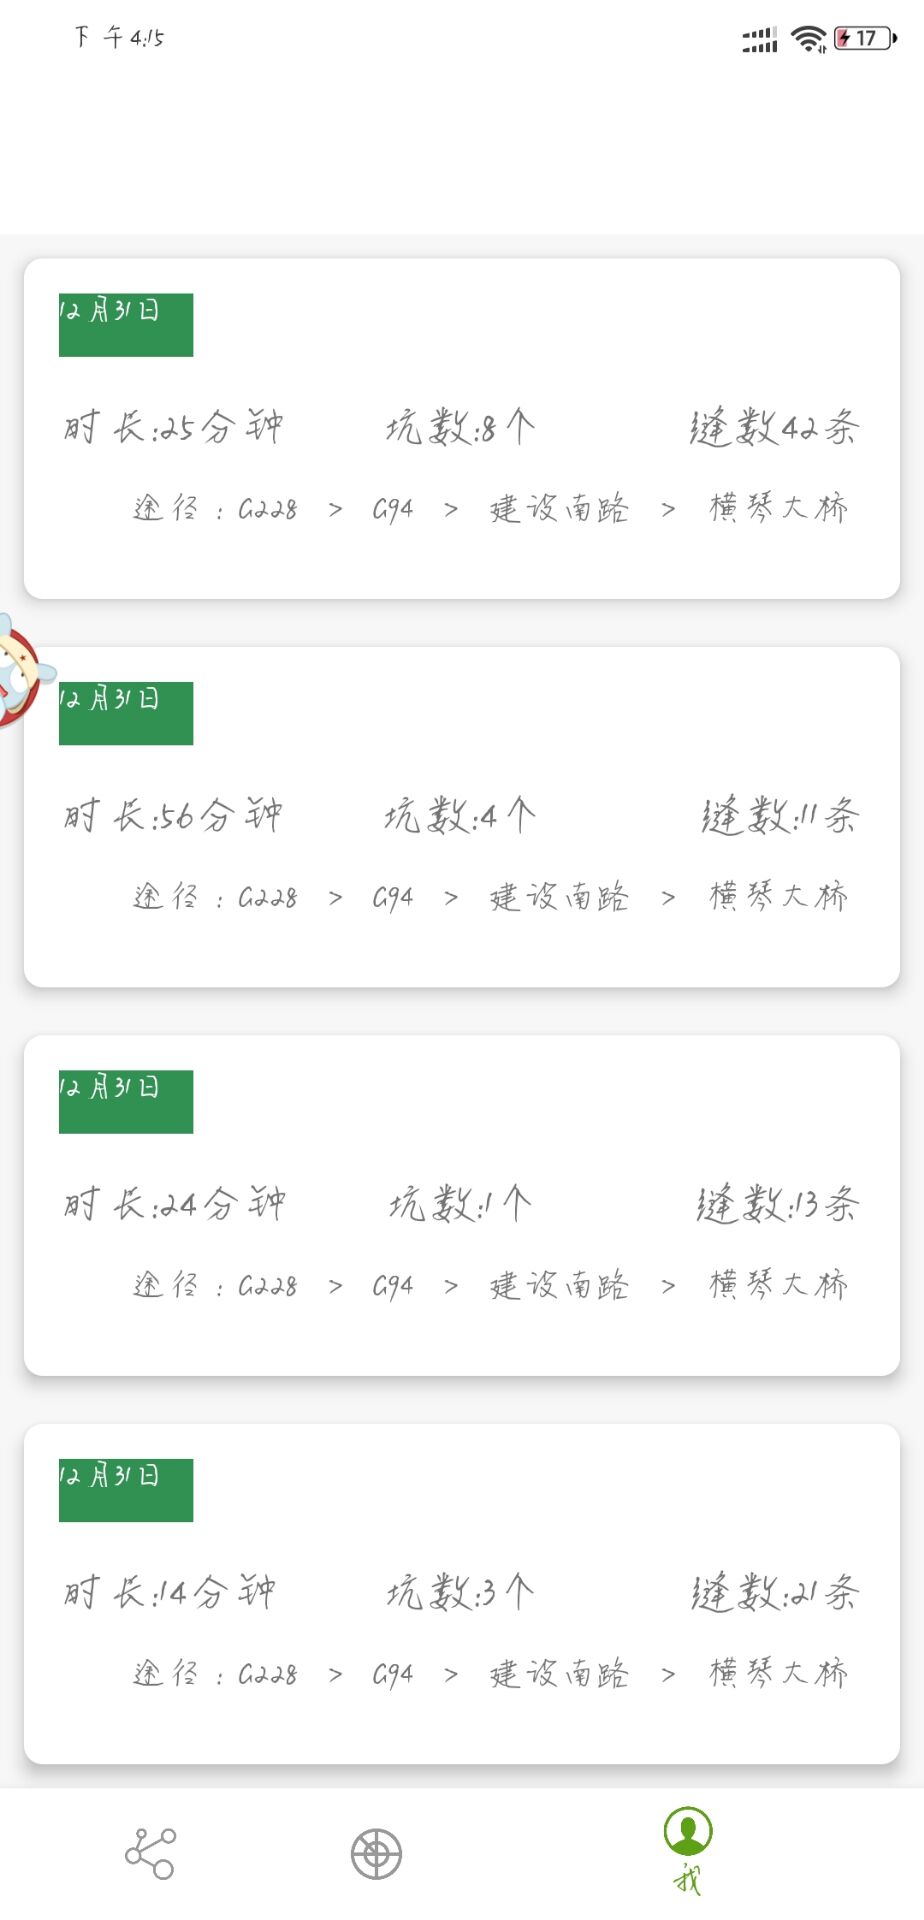 下午4:15
17
12月31日
时长:25分钟 坑数:8个 缝数42条
途径:G228 > G94 > 建设南路 > 横琴大桥
12月31日
时长:56分钟 坑数:4个 缝数:11条
途径:G228 > G94 > 建设南路 > 横琴大桥
12月31日
时长:24分钟 坑数:1个 缝数:13条
途径:G228 > G94 > 建设南路 > 横琴大桥
12月31日
时长:14分钟 坑数:3个 缝数:21条
途径:G228 > G94 > 建设南路 > 横琴大桥
我